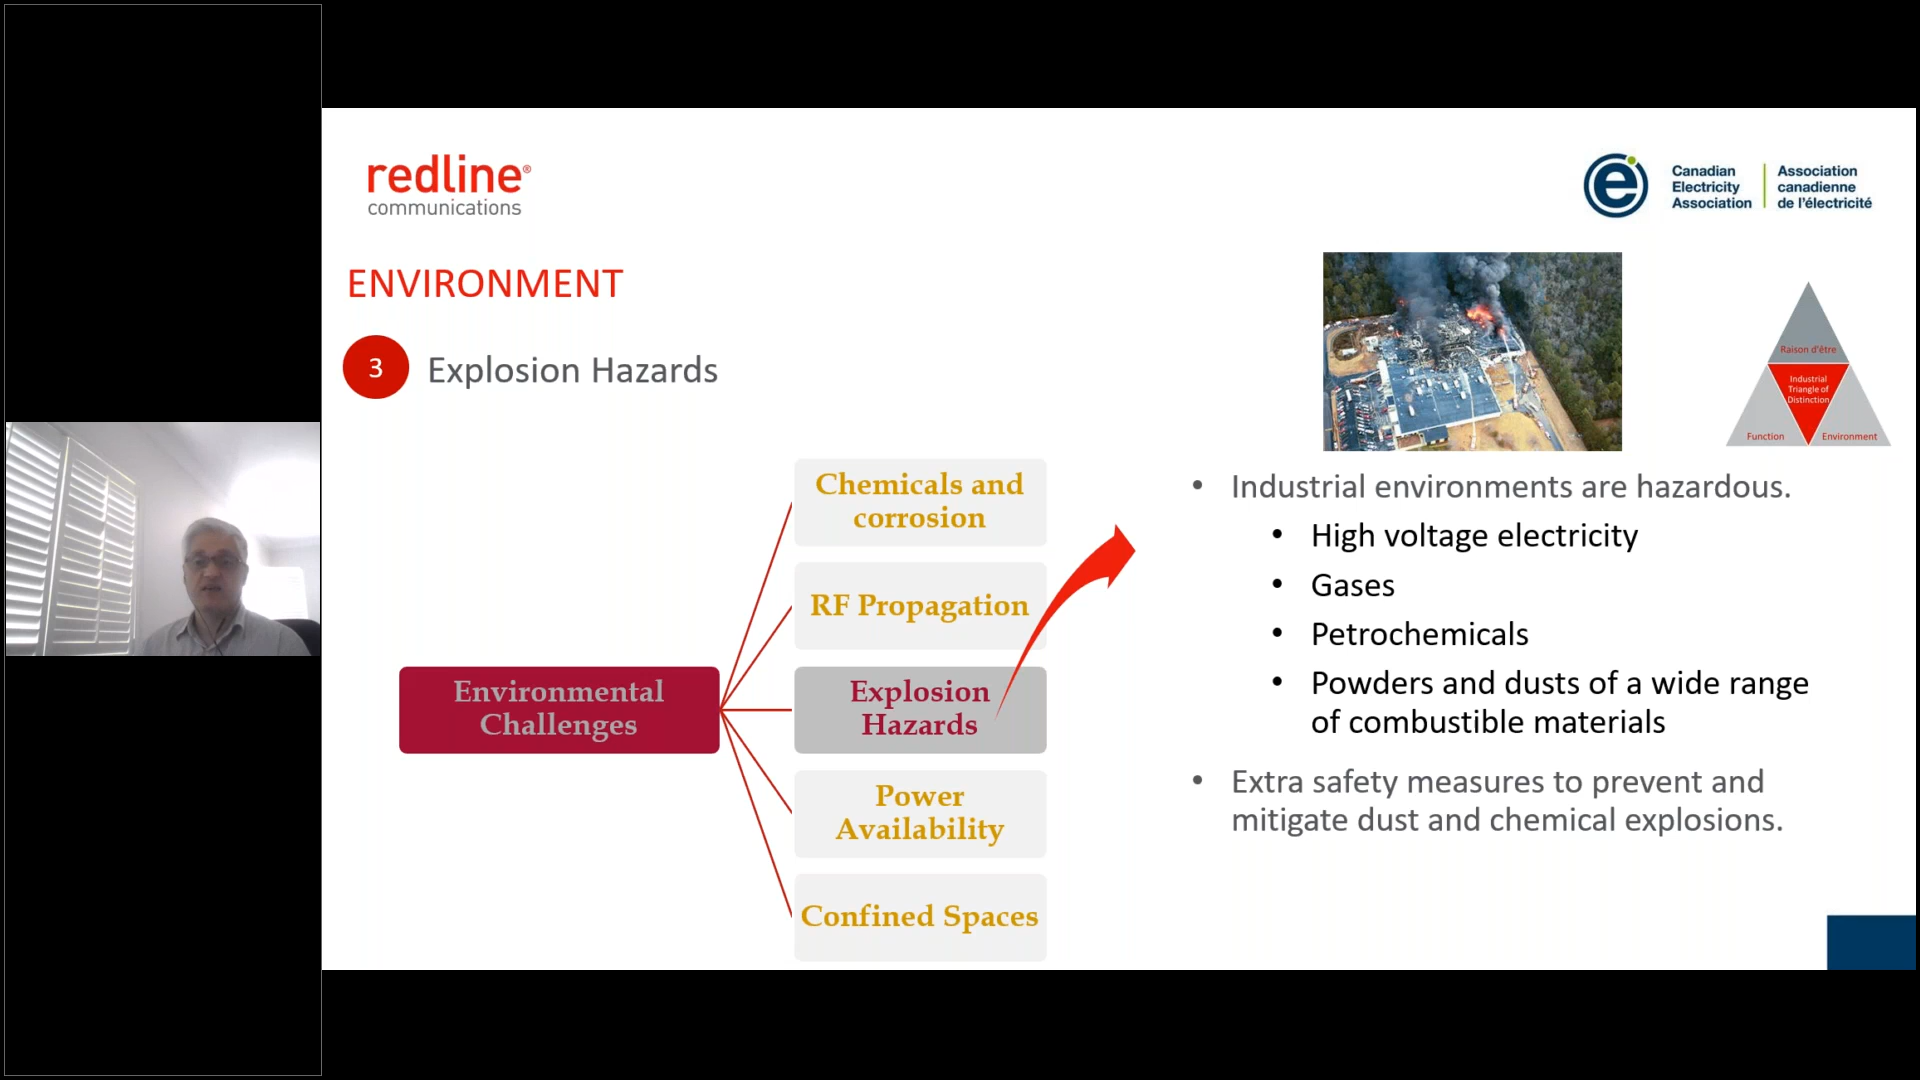 redline®
communications
Canadian
Electricity
Association
Association
canadienne
de l'électricité
ENVIRONMENT
3
Explosion Hazards
Raison d'être
Industrial
Triangle of
Distinction
Function
Environment
Environmental
Challenges
Chemicals and
corrosion
RF Propagation
Explosion
Hazards
Power
Availability
Confined Spaces
• Industrial environments are hazardous.
• High voltage electricity
• Gases
• Petrochemicals
• Powders and dusts of a wide range
of combustible materials
• Extra safety measures to prevent and
mitigate dust and chemical explosions.